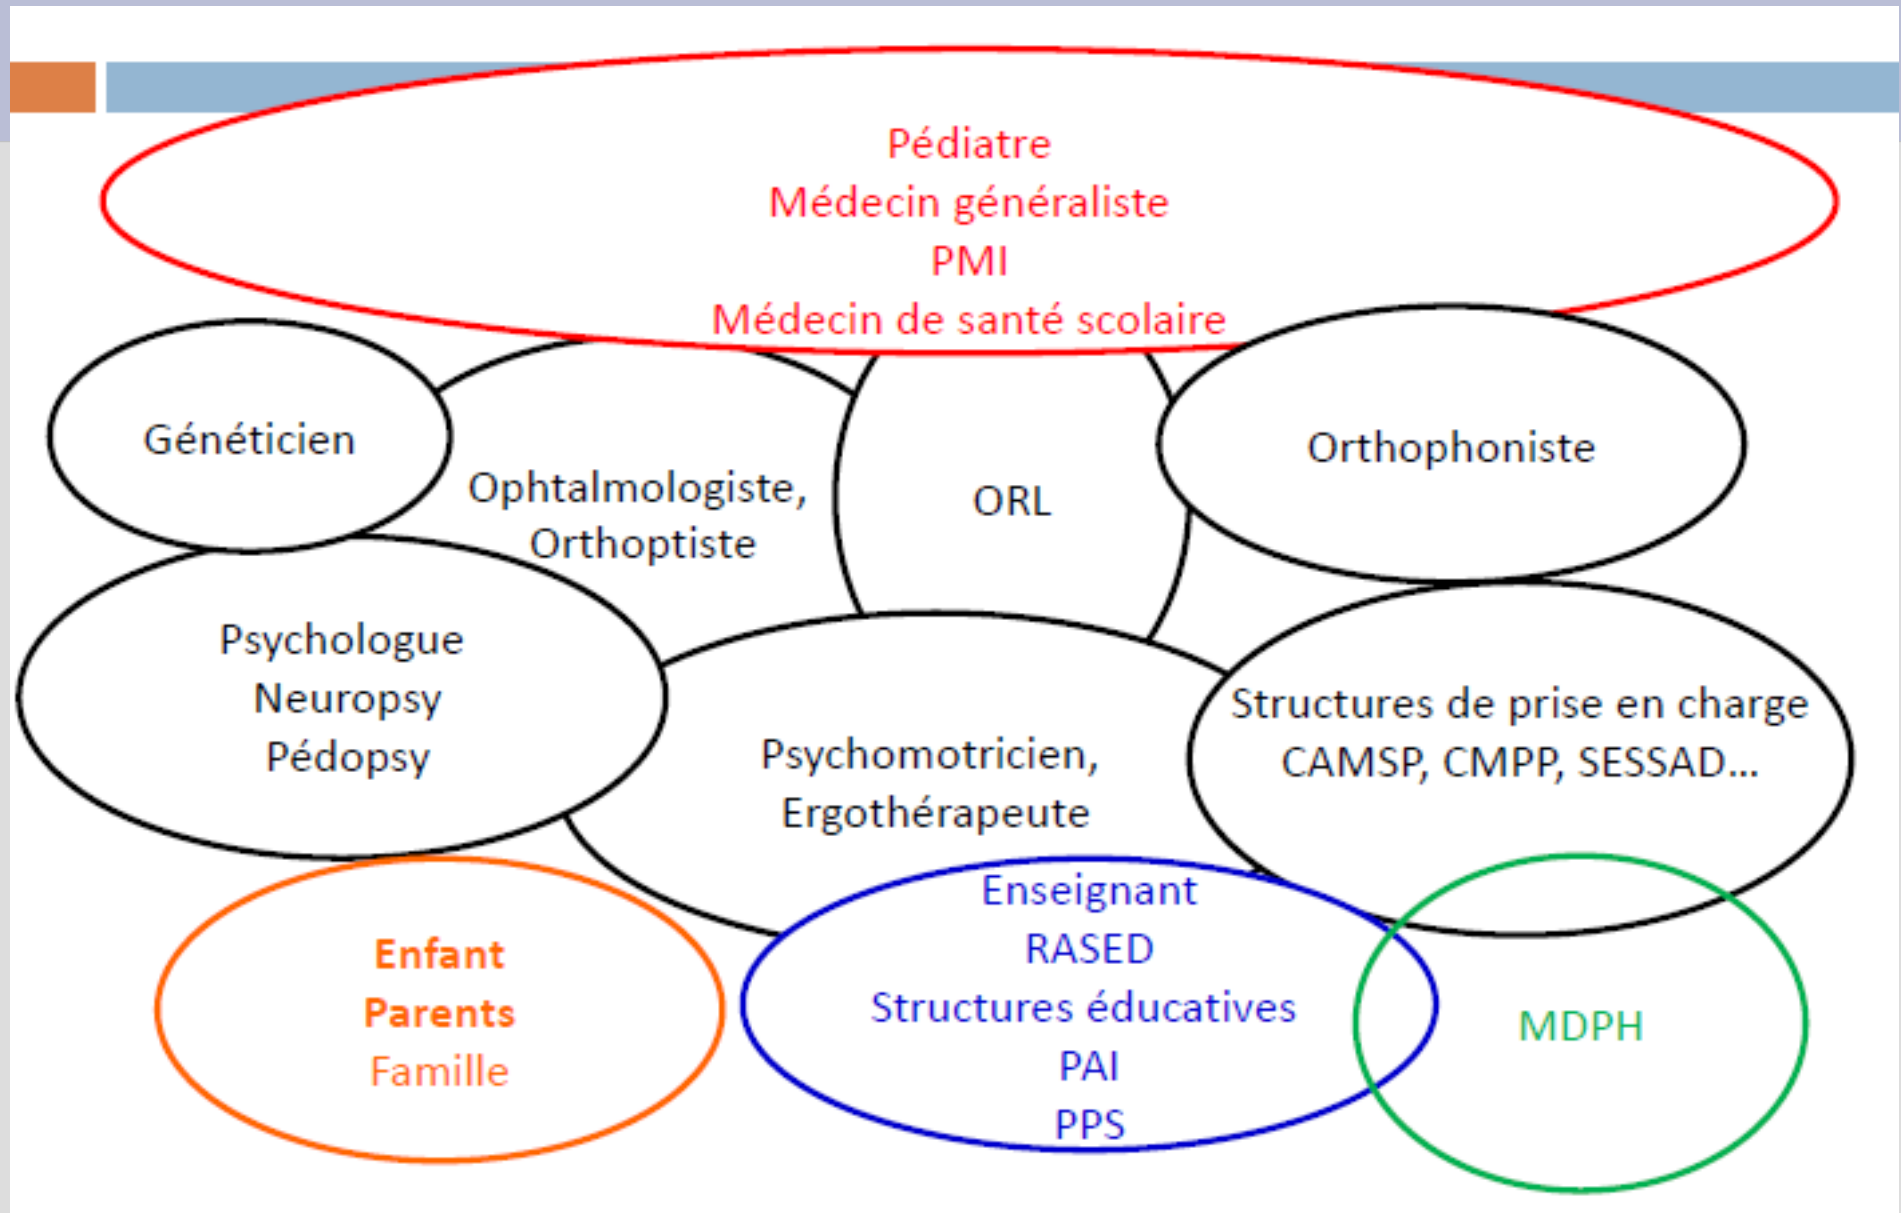 Pédiatre
Médecin généraliste
PMI
Médecin de santé scolaire
Généticien
Ophtalmologiste,
Orthoptiste
ORL
Orthophoniste
Psychologue
Neuropsy
Pédopsy
Psychomotricien,
Ergothérapeute
Structures de prise en charge
CAMSP, CMPP, SESSAD...
Enfant
Parents
Famille
Enseignant
RASED
Structures éducatives
PAI
PPS
MDPH